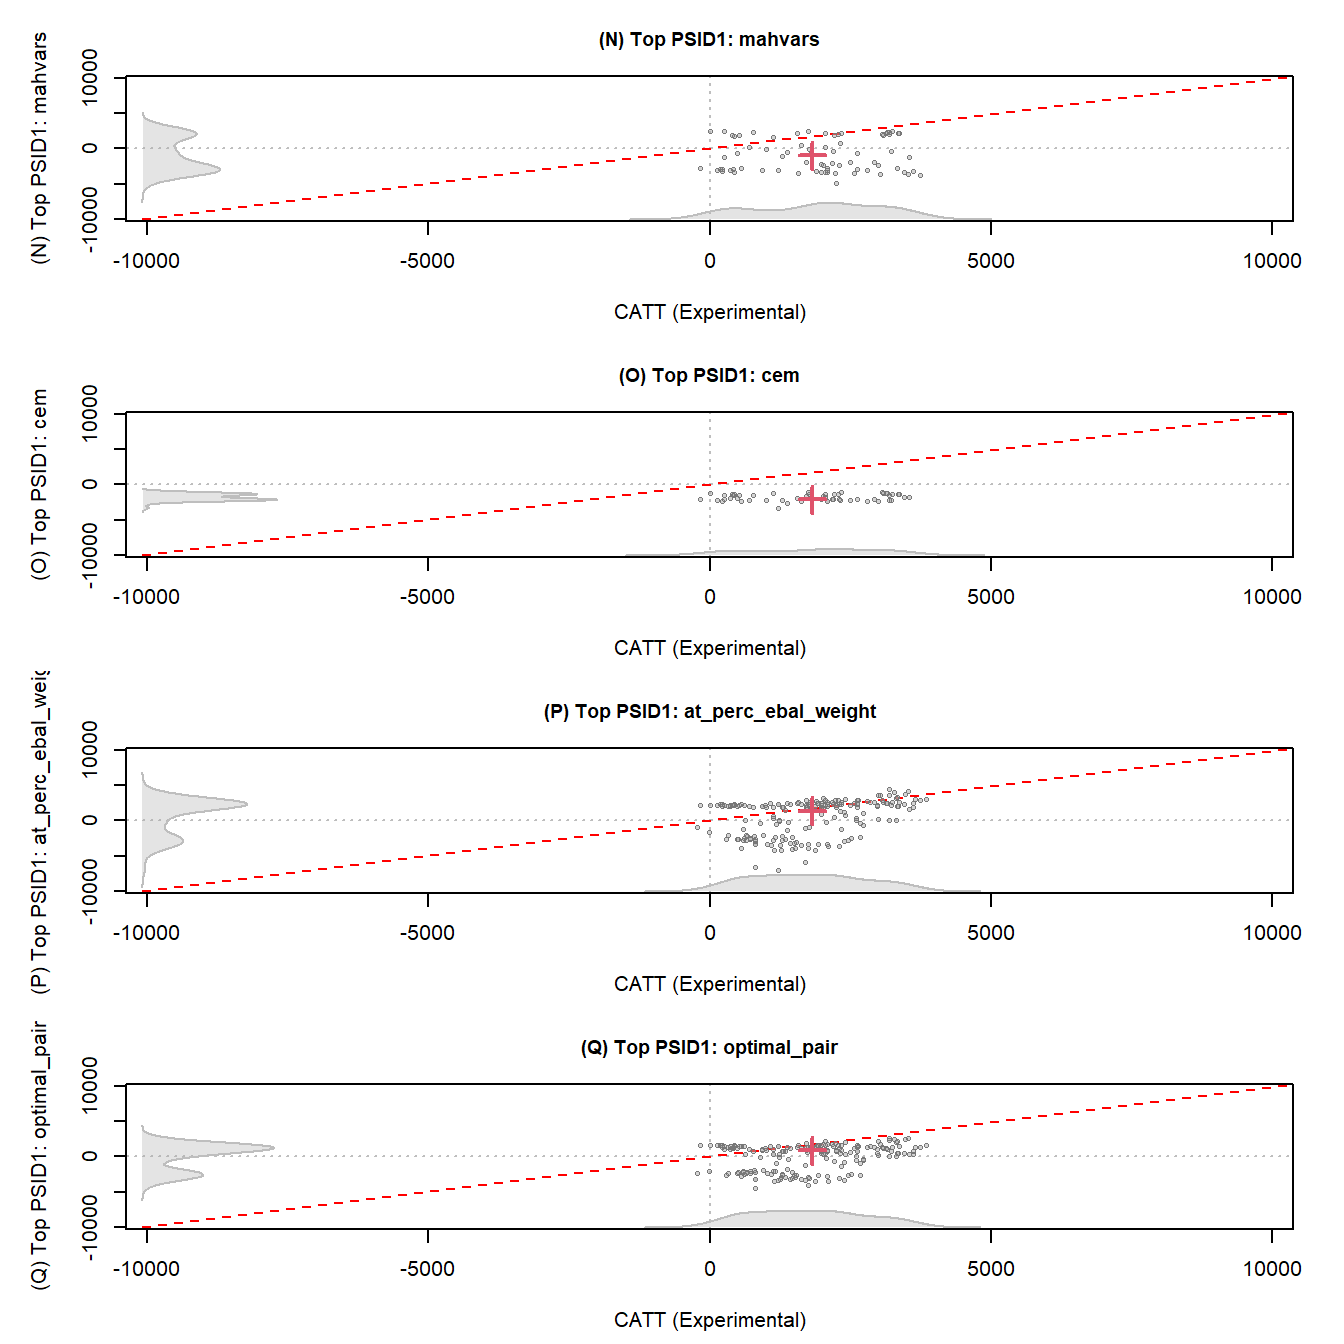 (N) Top PSID1: mahvars
(N) Top PSID1: mahvars
10000
0
-10000
-10000 -5000 0 5000 10000
CATT (Experimental)
(O) Top PSID1: cem
(O) Top PSID1: cem
10000
0
-10000
-10000 -5000 0 5000 10000
CATT (Experimental)
(P) Top PSID1: at_perc_ebal_weight
(P) Top PSID1: at_perc_ebal_weig
10000
0
-10000
-10000 -5000 0 5000 10000
CATT (Experimental)
(Q) Top PSID1: optimal_pair
(Q) Top PSID1: optimal_pair
10000
0
-10000
-10000 -5000 0 5000 10000
CATT (Experimental)